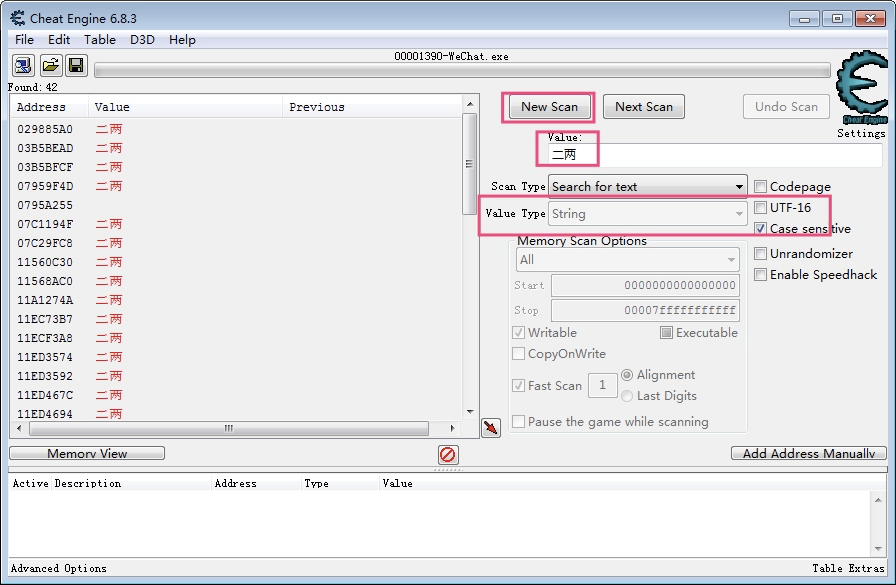 Cheat Engine 6.8.3
File Edit Table D3D Help
00001390-WeChat.exe
Found: 42
Address Value Previous
029885A0 二两
03B5BEAD 二两
03B5BFCF 二两
07959F4D 二两
0795A255
07C1194F 二两
07C29FC8 二两
11560C30 二两
11568AC0 二两
11A1274A 二两
11EC73B7 二两
11ECF3A8 二两
11ED3574 二两
11ED3592 二两
11ED467C 二两
11ED4694 二两
New Scan Next Scan Undo Scan
Cheat Engine
Settings
Value:
二两
Scan Type Search for text
Value Type String
Codepage
UTF-16
Case sensitive
Unrandomizer
Enable Speedhack
Memory Scan Options
All
Start 0000000000000000
Stop 00007fffffffffff
Writable Executable
CopyOnWrite
Fast Scan 1 Alignment
Last Digits
Pause the game while scanning
Memory View Add Address Manually
Active Description Address Type Value
Advanced Options Table Extras